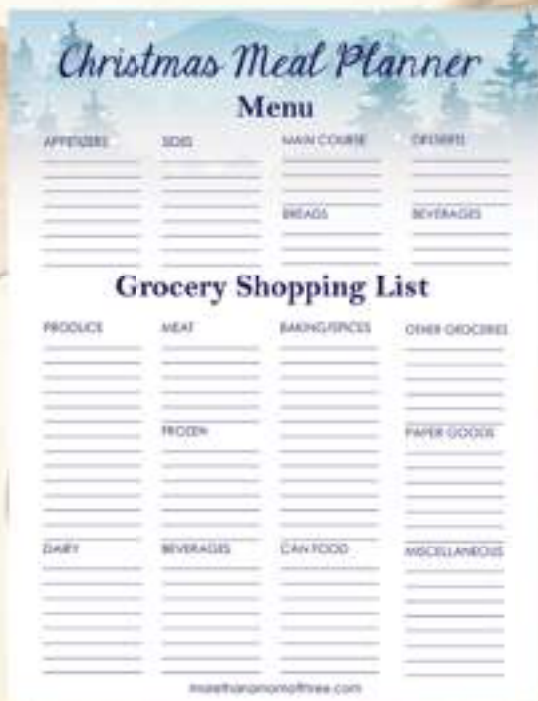 Christmas Meal Planner
Menu
APPETIZERS SIDES MAIN COURSE DESSERTS
BREADS BEVERAGES
Grocery Shopping List
PRODUCE MEAT BAKING/SPICES OTHER GROCERIES
FROZEN PAPER GOODS
DAIRY BEVERAGES CAN FOOD MISCELLANEOUS
morethanamomofthree.com